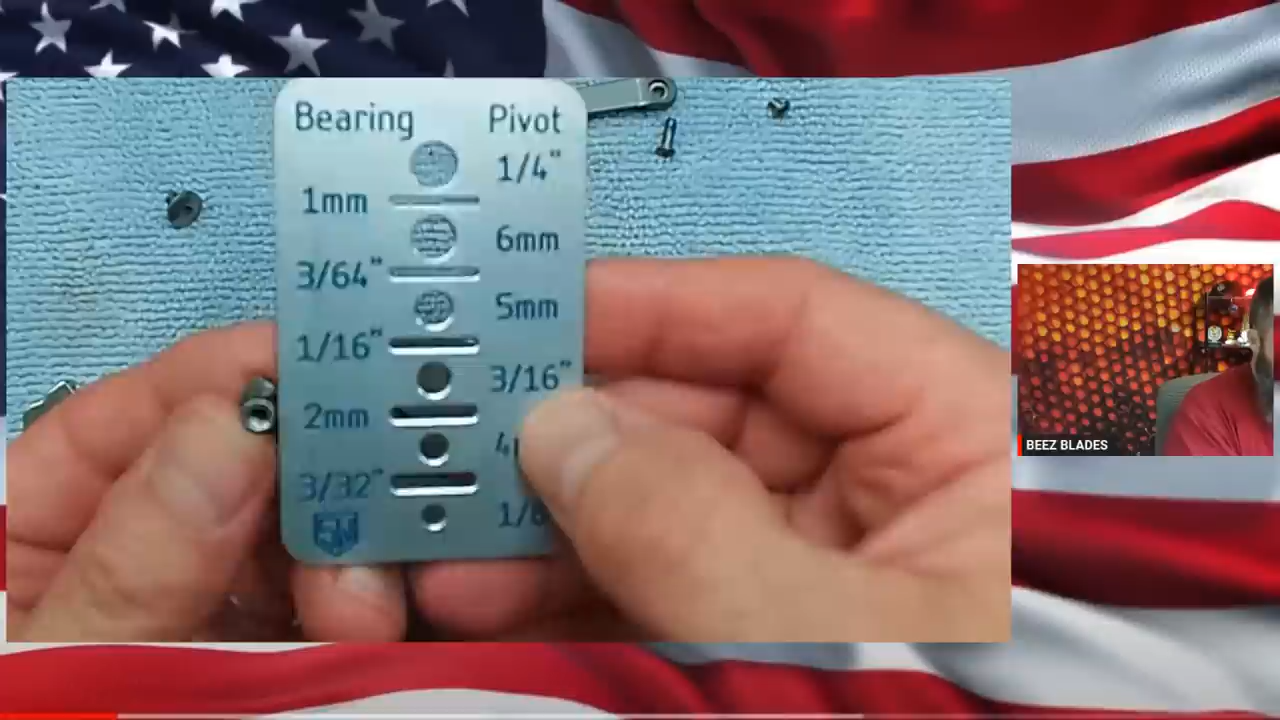 Bearing Pivot
1/4"
1mm
6mm
3/64"
5mm
1/16"
3/16"
2mm
3/32"
BEEZ BLADES